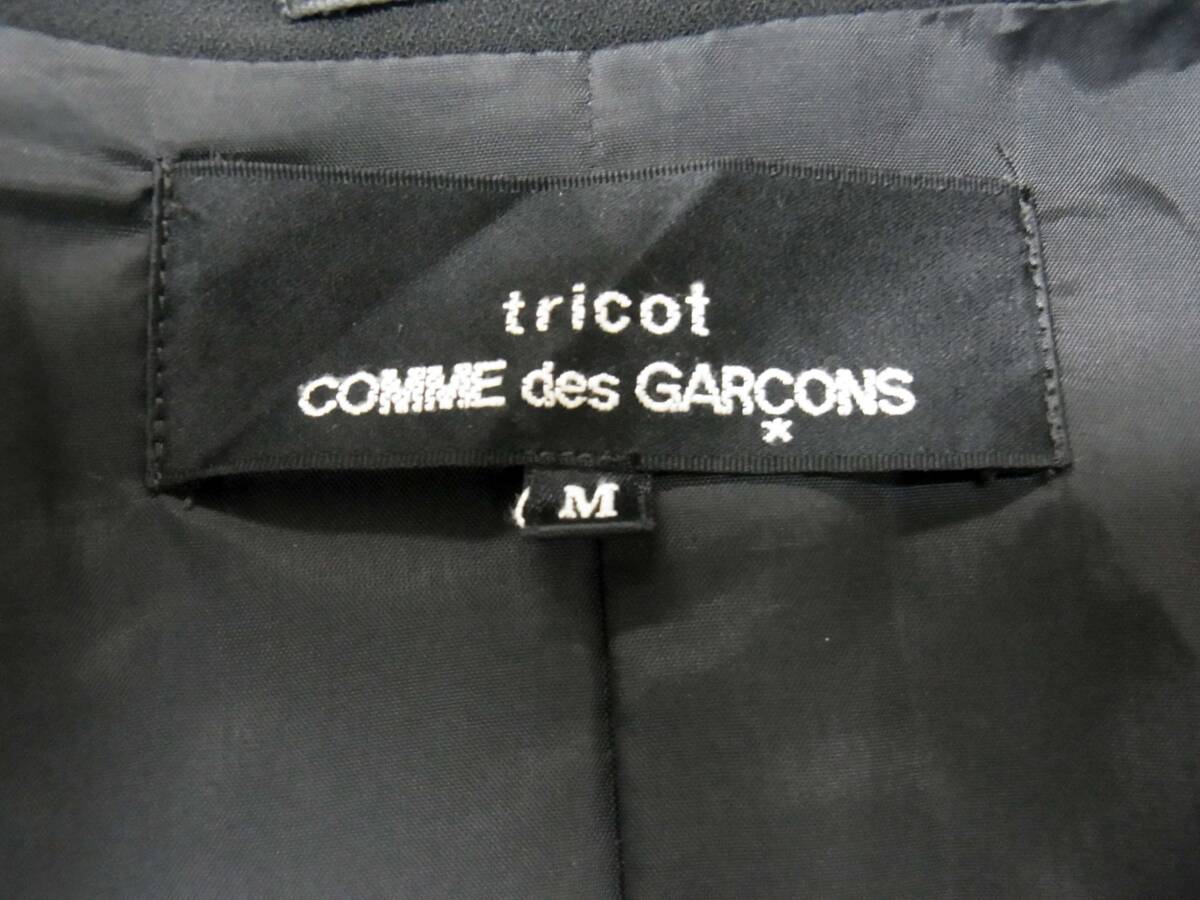 tricot
COMME des GARÇONS
*
M